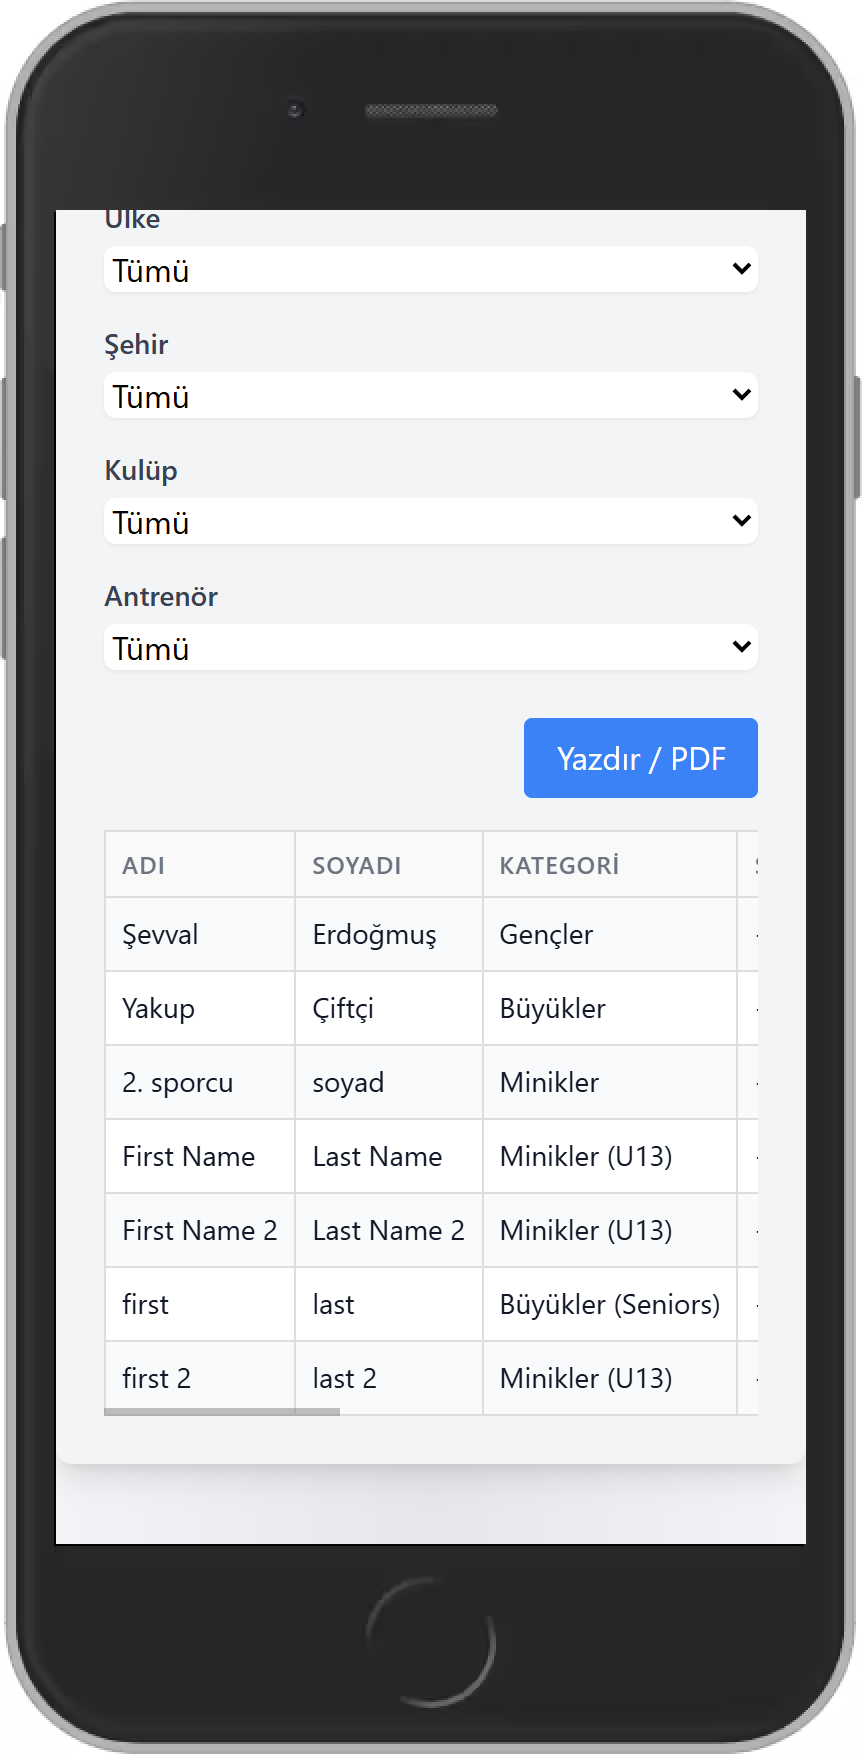 Ülke
Tümü
Şehir
Tümü
Kulüp
Tümü
Antrenör
Tümü
Yazdır / PDF
ADI SOYADI KATEGORİ
Şevval Erdoğmuş Gençler
Yakup Çiftçi Büyükler
2. sporcu soyad Minikler
First Name Last Name Minikler (U13)
First Name 2 Last Name 2 Minikler (U13)
first last Büyükler (Seniors)
first 2 last 2 Minikler (U13)